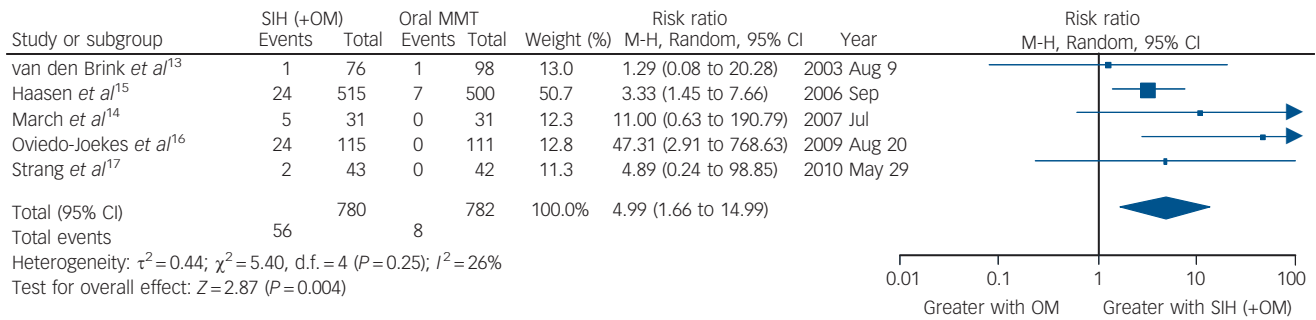 SIH (+OM) Oral MMT Risk ratio Risk ratio
Study or subgroup Events Total Events Total Weight (%) M-H, Random, 95% CI Year M-H, Random, 95% CI
van den Brink et al13 1 76 1 98 13.0 1.29 (0.08 to 20.28) 2003 Aug 9
Haasen et al15 24 515 7 500 50.7 3.33 (1.45 to 7.66) 2006 Sep
March et al14 5 31 0 31 12.3 11.00 (0.63 to 190.79) 2007 Jul
Oviedo-Joekes et al16 24 115 0 111 12.8 47.31 (2.91 to 768.63) 2009 Aug 20
Strang et al17 2 43 0 42 11.3 4.89 (0.24 to 98.85) 2010 May 29
Total (95% CI) 780 782 100.0% 4.99 (1.66 to 14.99)
Total events 56 8
Heterogeneity: τ2=0.44; χ2=5.40, d.f.=4 (P=0.25); I2=26%
Test for overall effect: Z=2.87 (P=0.004)
0.01 0.1 1 10 100
Greater with OM Greater with SIH (+OM)